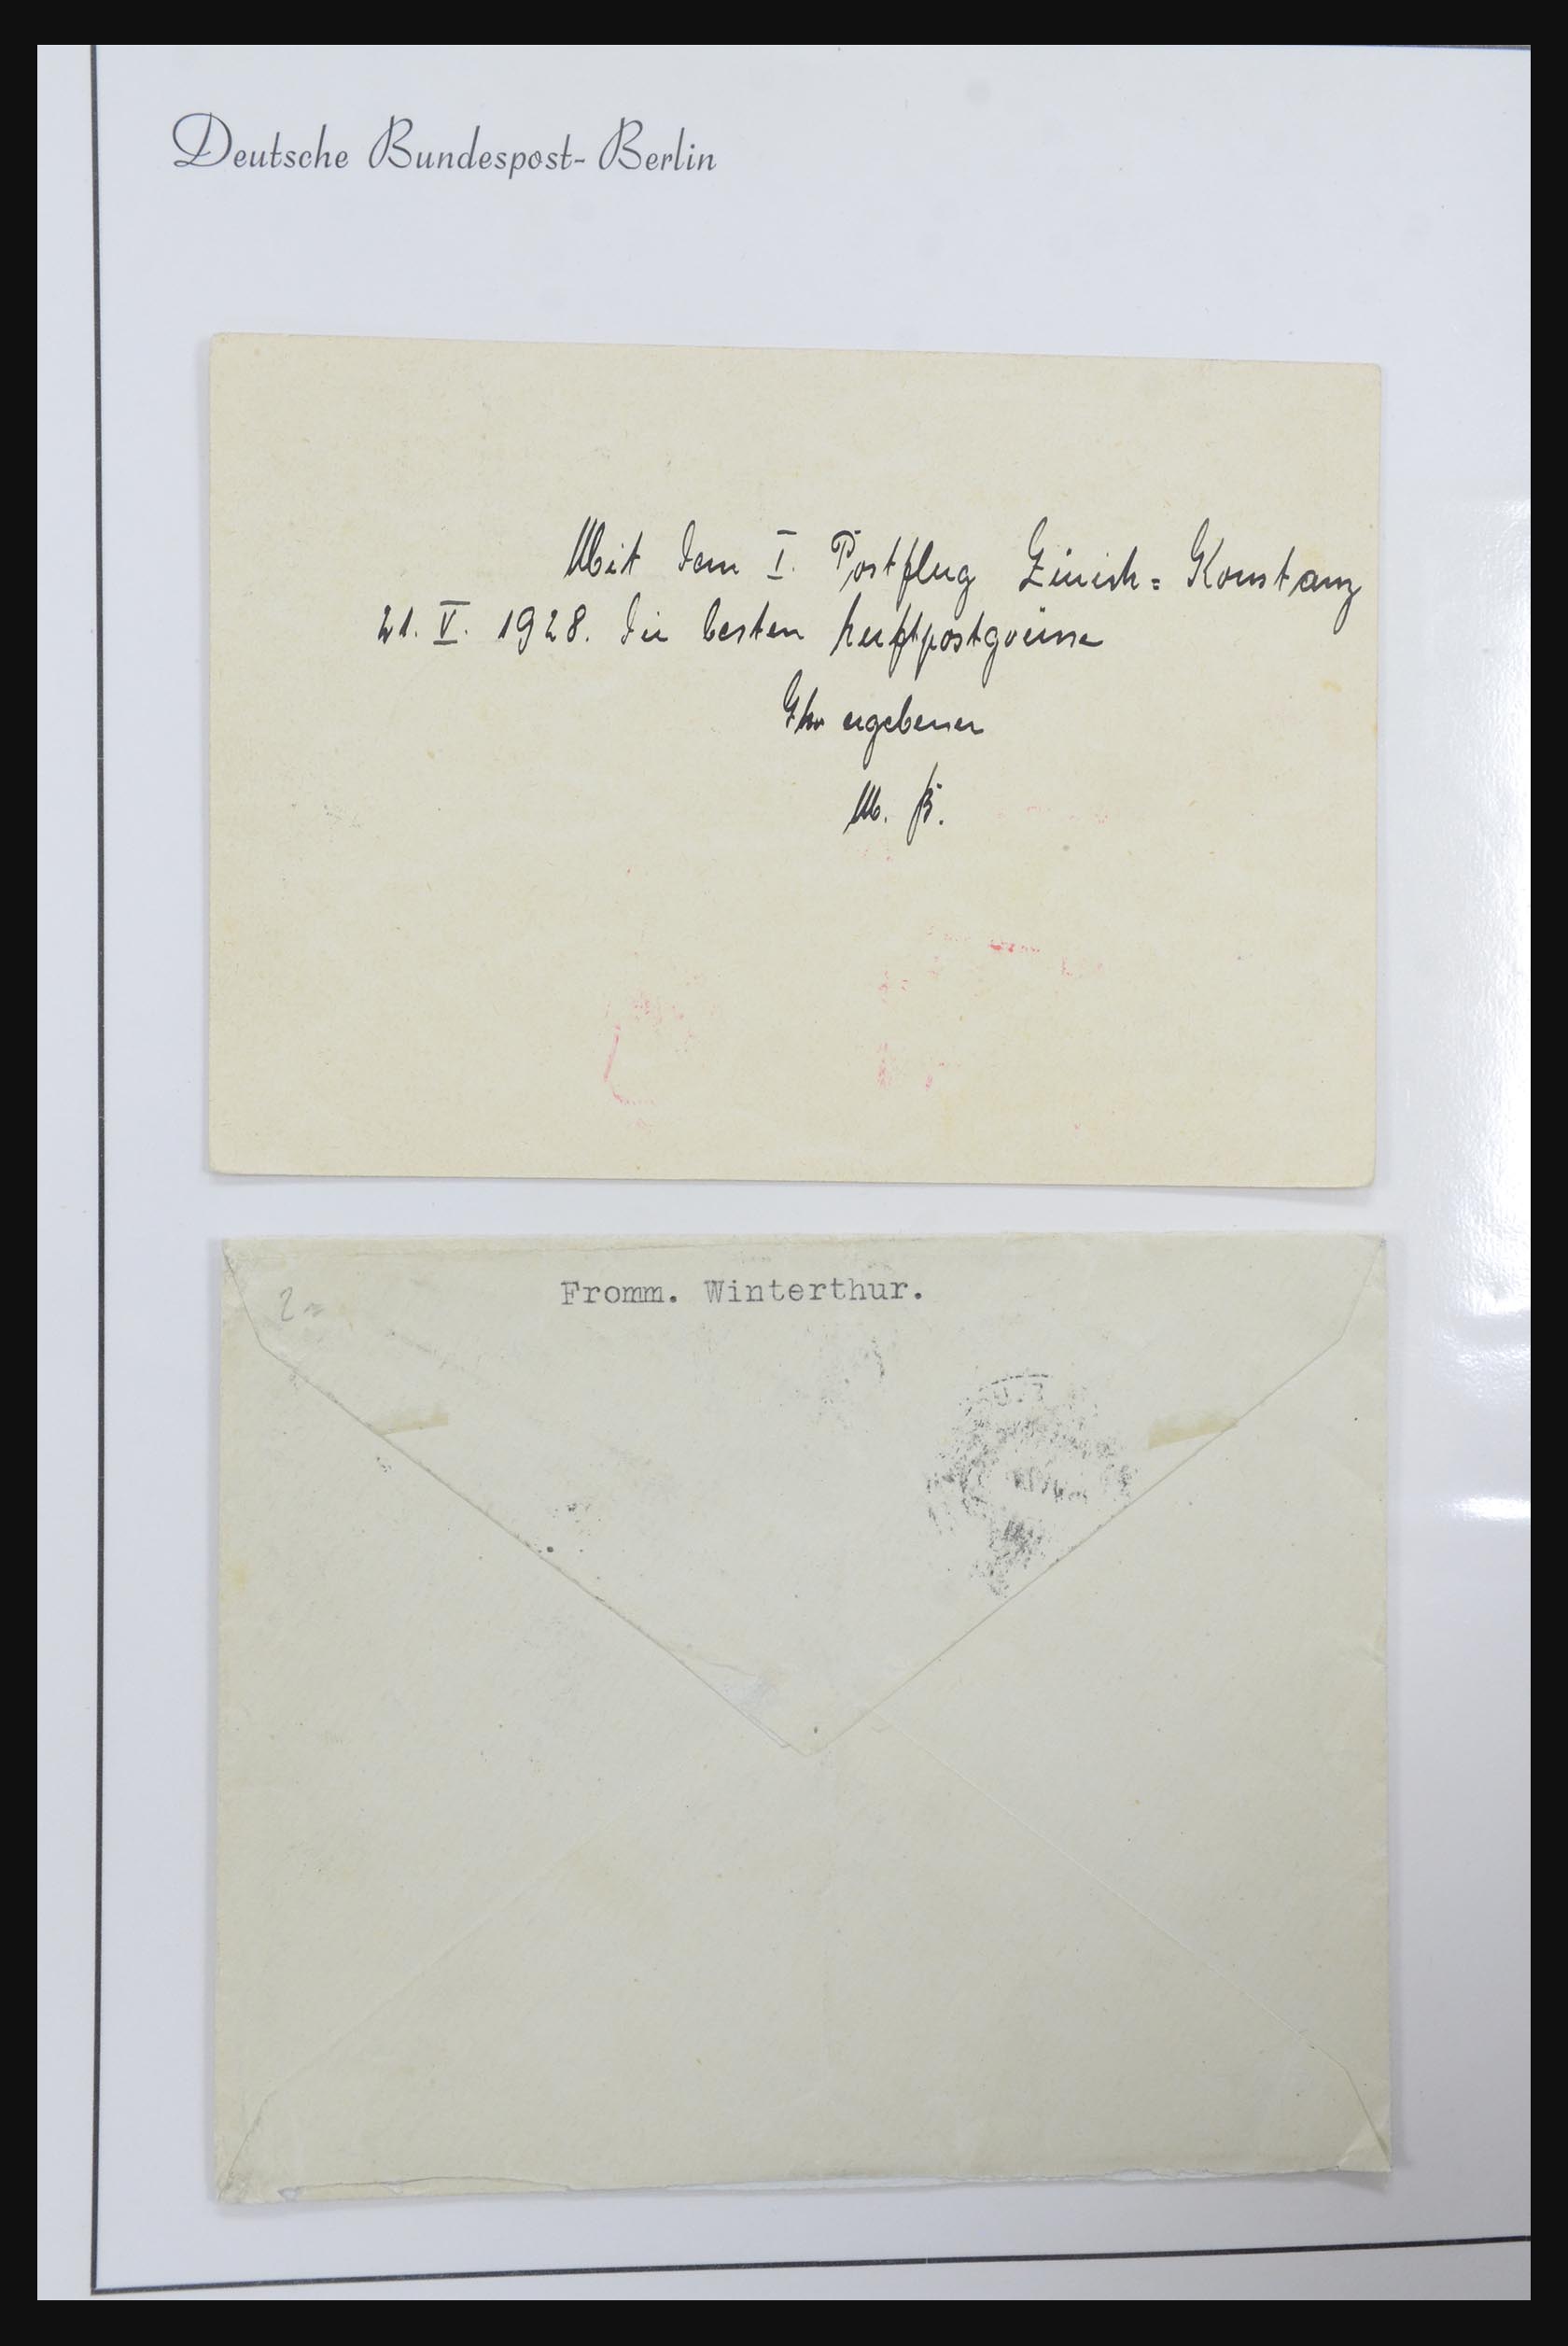 Deutsche Bundespost-Berlin
Mit dem I. Postflug Zürich = Konstanz
21. V. 1928. die besten Luftpostgrüsse
Ihr ergebener
M. B.
Fromm. Winterthur.